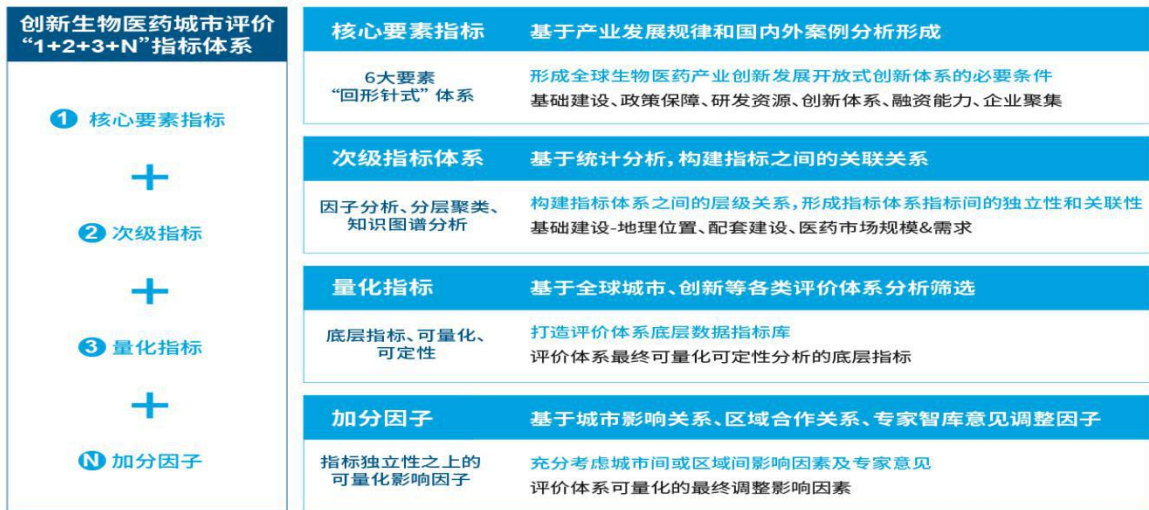 创新生物医药城市评价
“1+2+3+N”指标体系
1 核心要素指标
+
2 次级指标
+
3 量化指标
+
N 加分因子
核心要素指标 基于产业发展规律和国内外案例分析形成
6大要素
“回形针式”体系
形成全球生物医药产业创新发展开放式创新体系的必要条件
基础建设、政策保障、研发资源、创新体系、融资能力、企业聚集
次级指标体系 基于统计分析,构建指标之间的关联关系
因子分析、分层聚类、
知识图谱分析
构建指标体系之间的层级关系,形成指标体系指标间的独立性和关联性
基础建设-地理位置、配套建设、医药市场规模&需求
量化指标 基于全球城市、创新等各类评价体系分析筛选
底层指标、可量化、
可定性
打造评价体系底层数据指标库
评价体系最终可量化可定性分析的底层指标
加分因子 基于城市影响关系、区域合作关系、专家智库意见调整因子
指标独立性之上的
可量化影响因子
充分考虑城市间或区域间影响因素及专家意见
评价体系可量化的最终调整影响因素